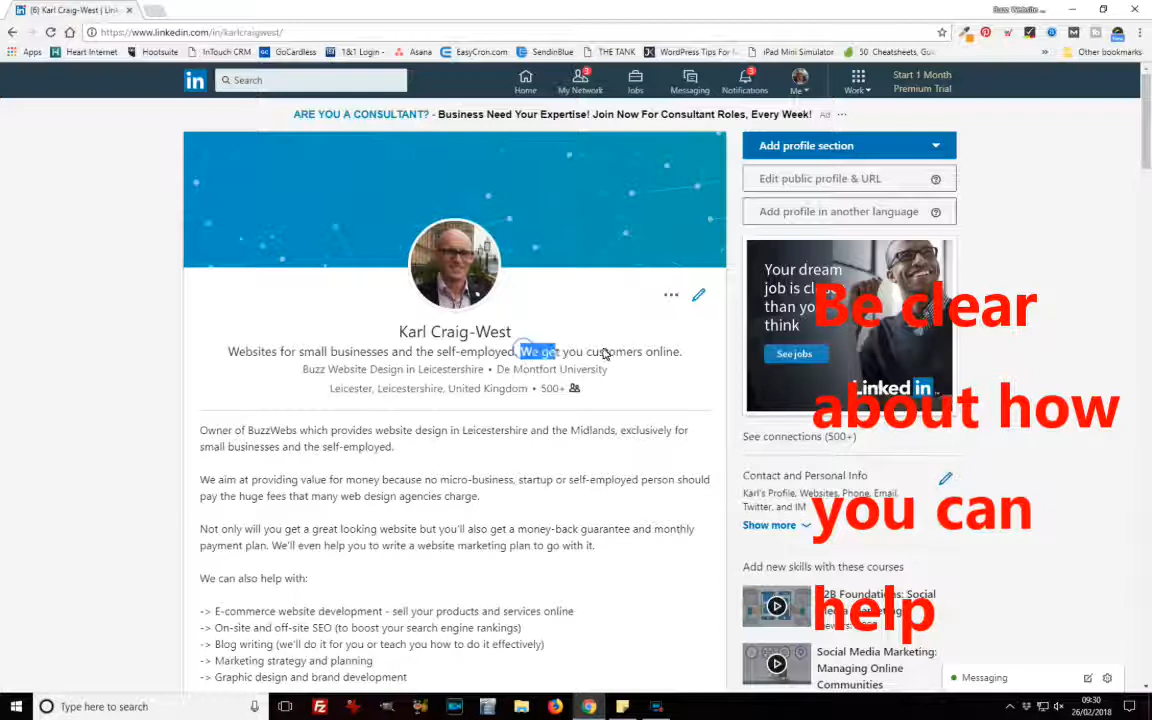 (6) Karl Craig-West | Lin
https://www.linkedin.com/in/karlcraigwest/
Apps
Heart Internet
Hootsuite
InTouch CRM
GoCardless
1&1 Login -
Asana
EasyCron.com
SendinBlue
THE TANK
WordPress Tips For
iPad Mini Simulator
50 Cheatsheets, Gui
Other bookmarks
Search
Home
3
My Network
Jobs
Messaging
3
Notifications
Me
Work
Start 1 Month
Premium Trial
ARE YOU A CONSULTANT? - Business Need Your Expertise! Join Now For Consultant Roles, Every Week! Ad ...
Karl Craig-West
Websites for small businesses and the self-employed. We get you customers online.
Buzz Website Design in Leicestershire • De Montfort University
Leicester, Leicestershire, United Kingdom • 500+
Owner of BuzzWebs which provides website design in Leicestershire and the Midlands, exclusively for
small businesses and the self-employed.
We aim at providing value for money because no micro-business, startup or self-employed person should
pay the huge fees that many web design agencies charge.
Not only will you get a great looking website but you'll also get a money-back guarantee and monthly
payment plan. We'll even help you to write a website marketing plan to go with it.
We can also help with:
-> E-commerce website development - sell your products and services online
-> On-site and off-site SEO (to boost your search engine rankings)
-> Blog writing (we'll do it for you or teach you how to do it effectively)
-> Marketing strategy and planning
-> Graphic design and brand development
Add profile section
Edit public profile & URL
Add profile in another language
Your dream
job is
than you
think
See jobs
Linked in
See connections (500+)
Contact and Personal Info
Karl's Profile, Websites, Phone, Email,
Twitter, and IM
Show more
Add new skills with these courses
Foundations: Social
Social Media Marketing:
Managing Online
Communities
Be clear
about how
you can
help
Messaging
Type here to search
09:30
26/02/2018